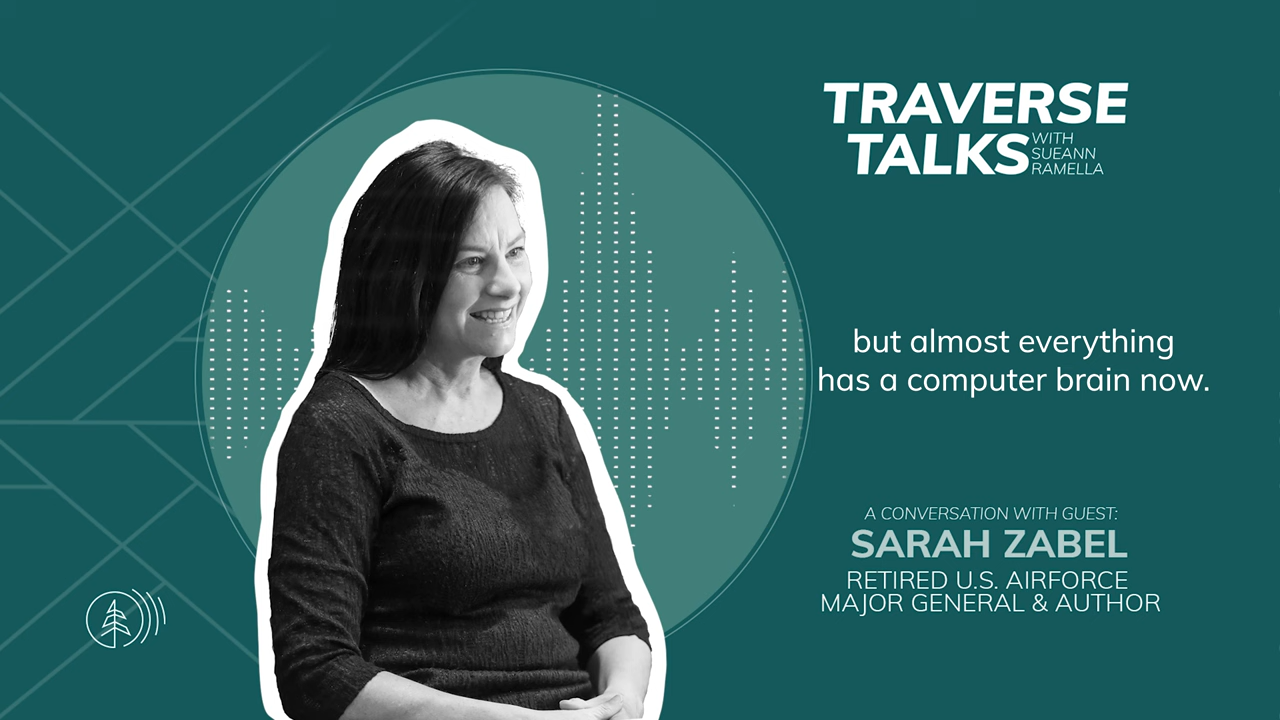 TRAVERSE
TALKS WITH
SUEANN
RAMELLA
but almost everything
has a computer brain now.
A CONVERSATION WITH GUEST:
SARAH ZABEL
RETIRED U.S. AIRFORCE
MAJOR GENERAL & AUTHOR